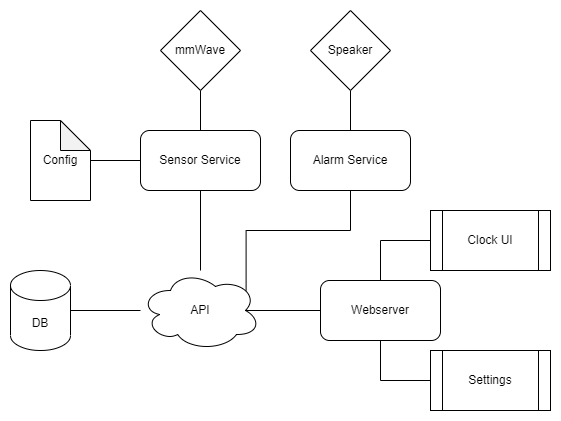 mmWave
Speaker
Config
Sensor Service
Alarm Service
Clock UI
DB
API
Webserver
Settings